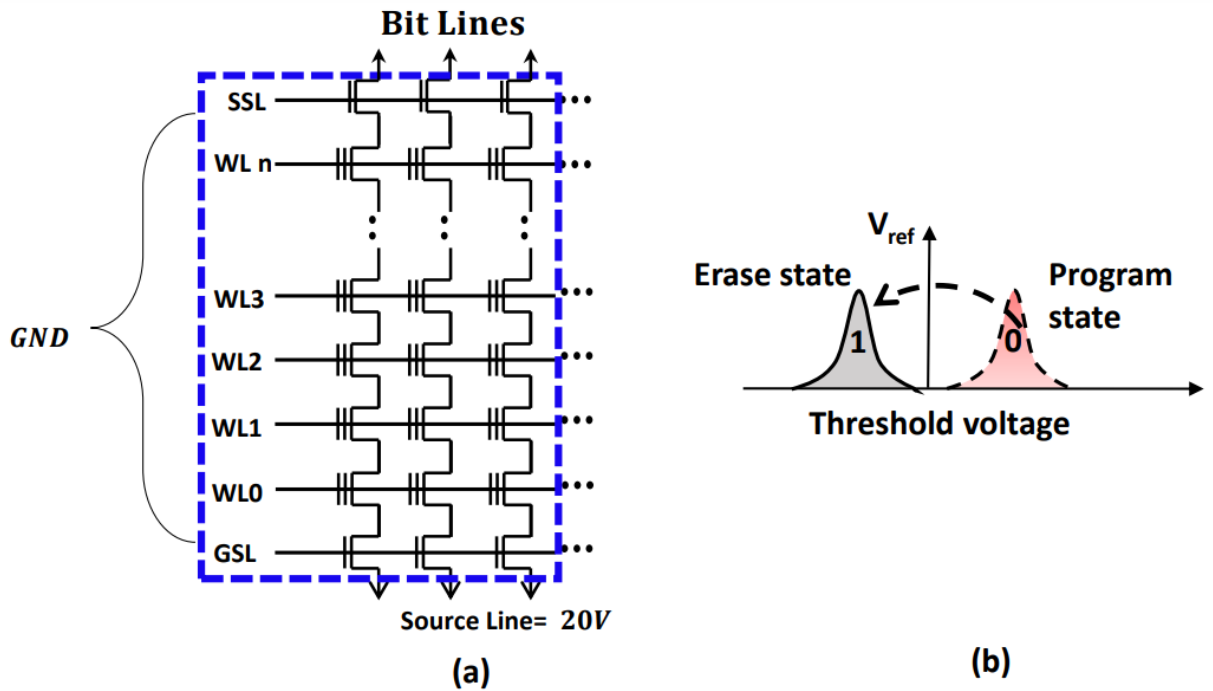 Bit Lines
SSL
WL n
WL3
GND
WL2
WL1
WL0
GSL
Source Line= 20V
(a)
V_ref
Erase state
Program
state
1
0
Threshold voltage
(b)